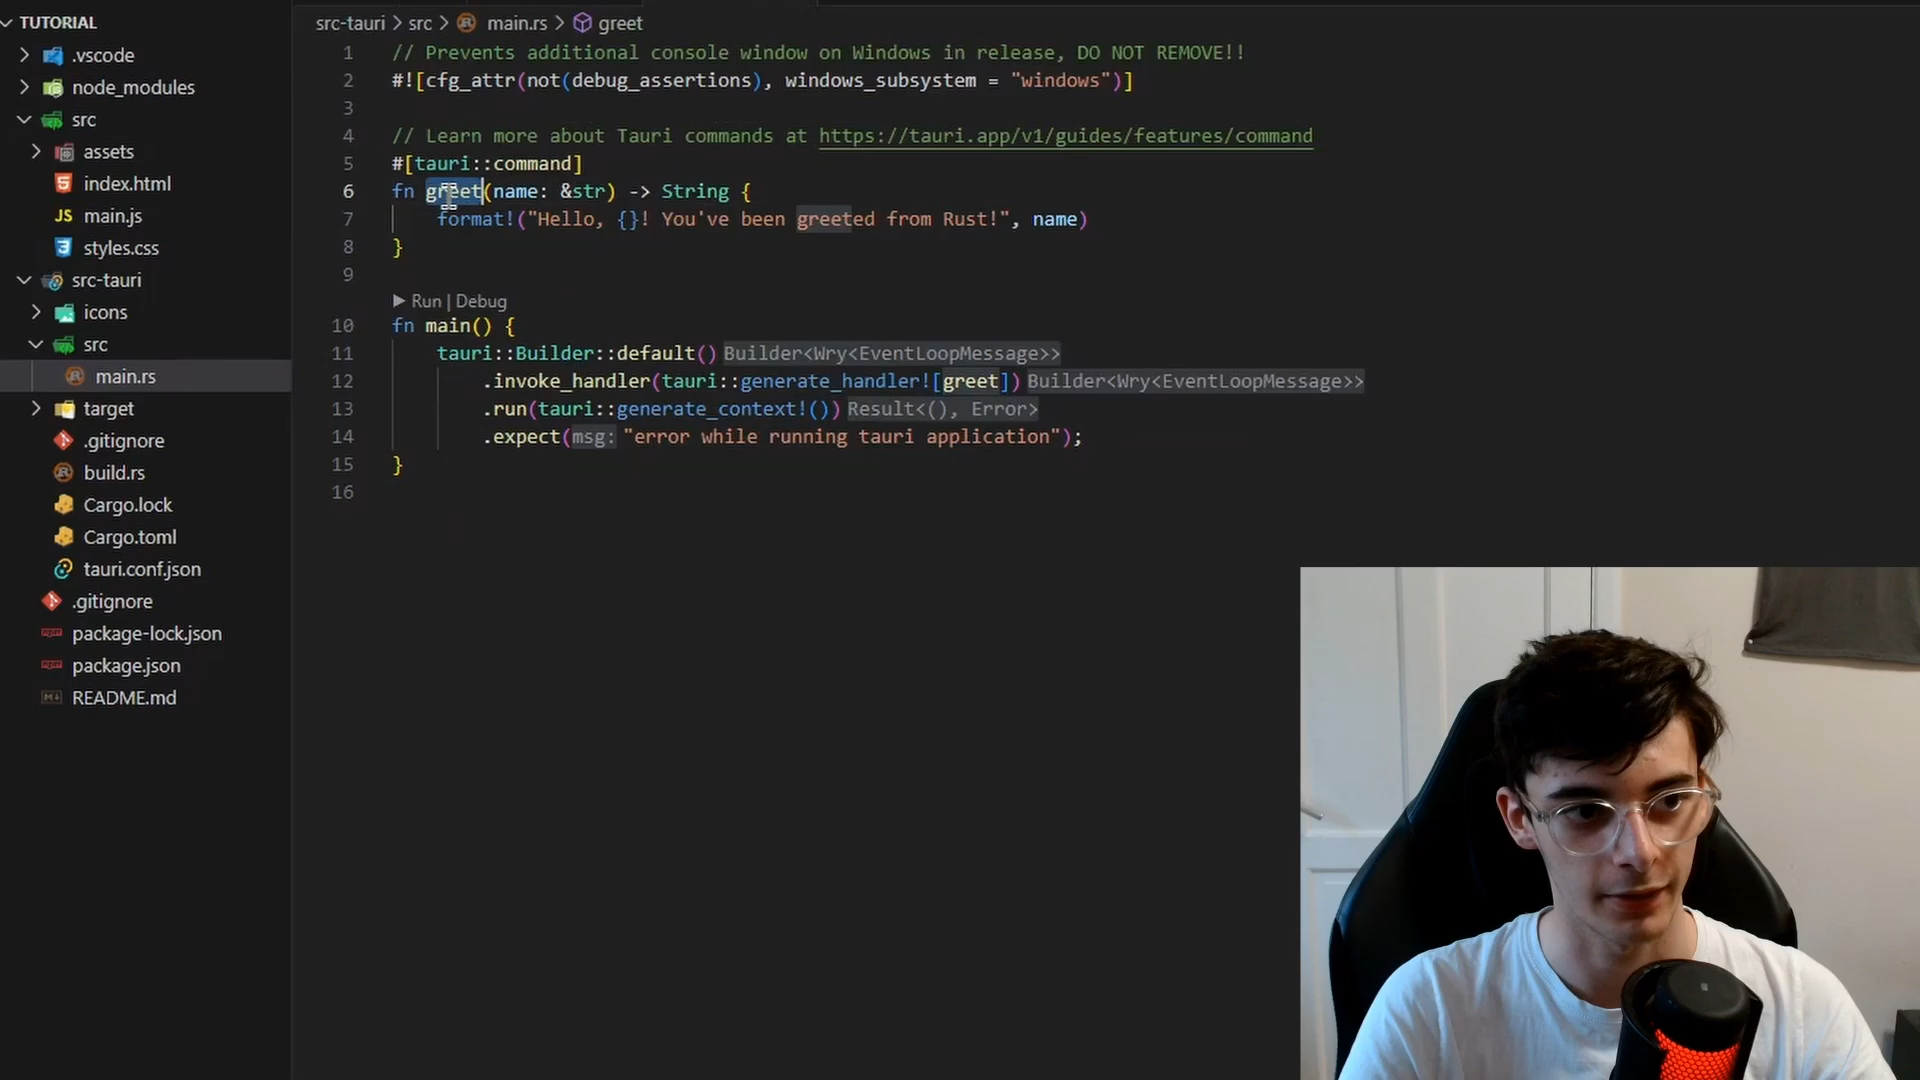 TUTORIAL
.vscode
node_modules
src
assets
index.html
main.js
styles.css
src-tauri
icons
src
main.rs
target
.gitignore
build.rs
Cargo.lock
Cargo.toml
tauri.conf.json
.gitignore
package-lock.json
package.json
README.md
src-tauri > src > main.rs > greet
1 // Prevents additional console window on Windows in release, DO NOT REMOVE!!
2 #![cfg_attr(not(debug_assertions), windows_subsystem = "windows")]
3
4 // Learn more about Tauri commands at https://tauri.app/v1/guides/features/command
5 #[tauri::command]
6 fn greet(name: &str) -> String {
7 format!("Hello, {}! You've been greeted from Rust!", name)
8 }
9
Run | Debug
10 fn main() {
11 tauri::Builder::default() Builder<Wry<EventLoopMessage>>
12 .invoke_handler(tauri::generate_handler![greet]) Builder<Wry<EventLoopMessage>>
13 .run(tauri::generate_context!()) Result<(), Error>
14 .expect(msg: "error while running tauri application");
15 }
16